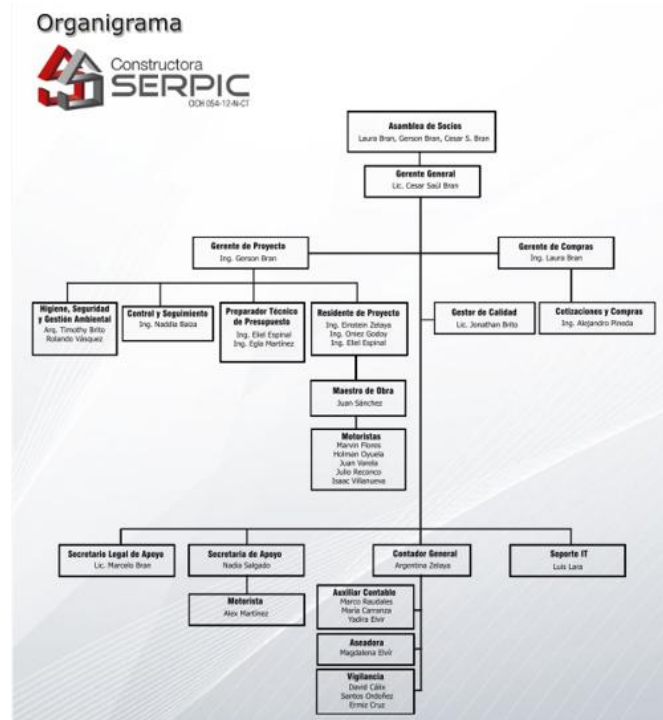 Organigrama
Constructora
SERPIC
OCH 054-12-N-CT
Asamblea de Socios
Laura Bran, Gerson Bran, Cesar S. Bran
Gerente General
Lic. Cesar Saúl Bran
Gerente de Proyecto
Ing. Gerson Bran
Gerente de Compras
Ing. Laura Bran
Higiene, Seguridad
y Gestión Ambiental
Arq. Timothy Brito
Rolando Vásquez
Control y Seguimiento
Ing. Naddia Baiza
Preparador Técnico
de Presupuesto
Ing. Eliel Espinal
Ing. Egla Martínez
Residente de Proyecto
Ing. Einstein Zelaya
Ing. Oniez Godoy
Ing. Eliel Espinal
Gestor de Calidad
Lic. Jonathan Brito
Cotizaciones y Compras
Ing. Alejandro Pineda
Maestro de Obra
Juan Sánchez
Motoristas
Marvin Flores
Holman Oyuela
Juan Varela
Julio Reconco
Isaac Villanueva
Secretario Legal de Apoyo
Lic. Marcelo Bran
Secretaria de Apoyo
Nadia Salgado
Contador General
Argentina Zelaya
Soporte IT
Luis Lara
Motorista
Alex Martínez
Auxiliar Contable
Marco Raudales
María Carranza
Yadira Elvir
Aseadora
Magdalena Elvír
Vigilancia
David Cálix
Santos Ordoñez
Ermiz Cruz